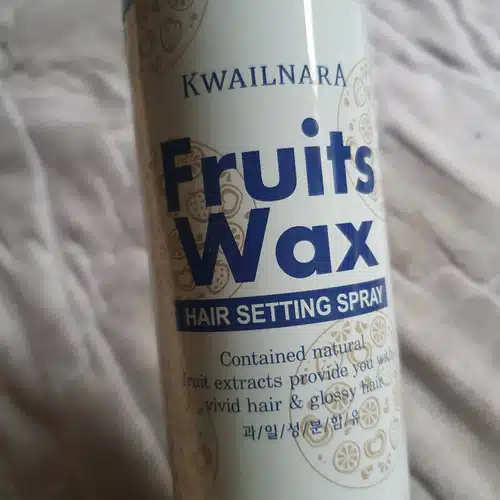 KWAILNARA
Fruits
Wax
HAIR SETTING SPRAY
Contained natural
fruit extracts provide you with
vivid hair & glossy hair
과/일/성/분/함/유